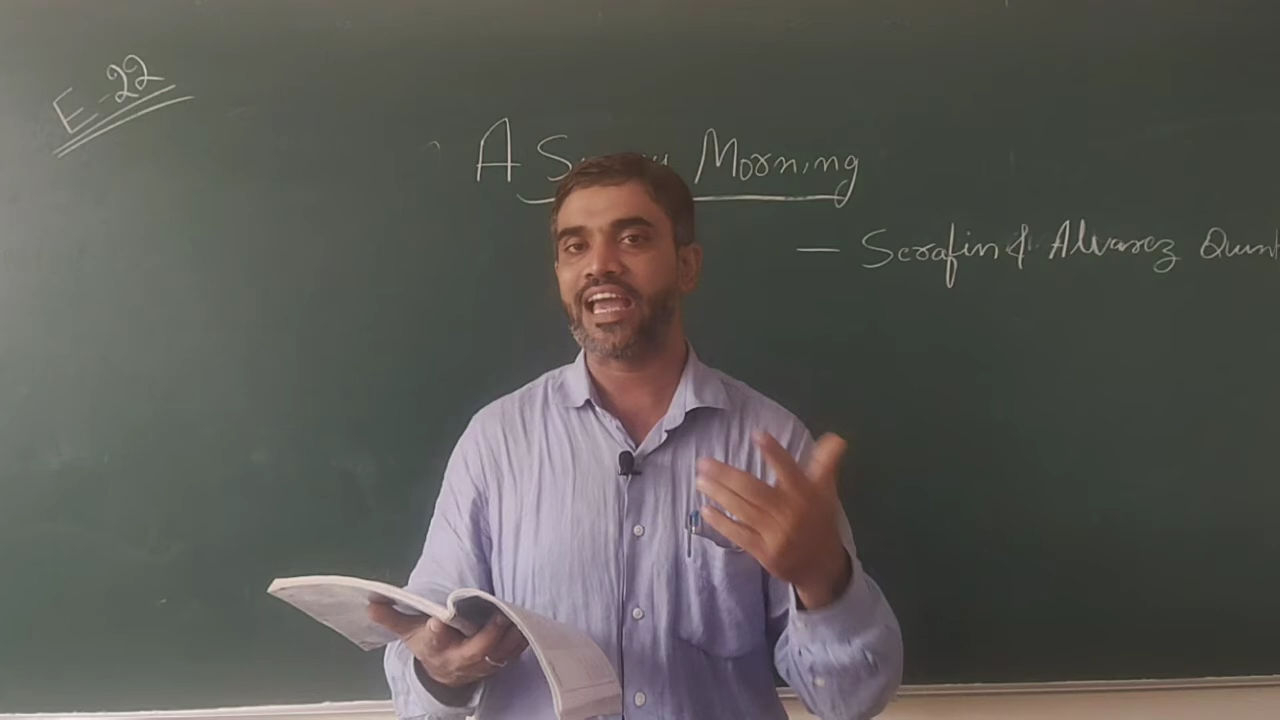 E-22
A Morning
— Serafin & Alvarez